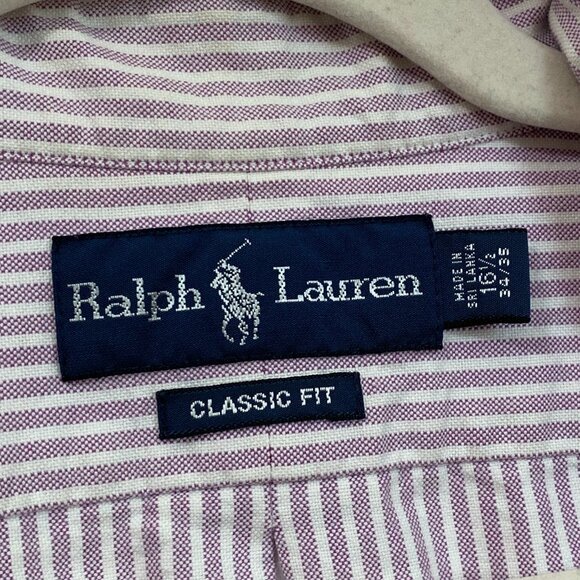 Ralph Lauren
MADE IN
SRI LANKA
16½
34/35
CLASSIC FIT